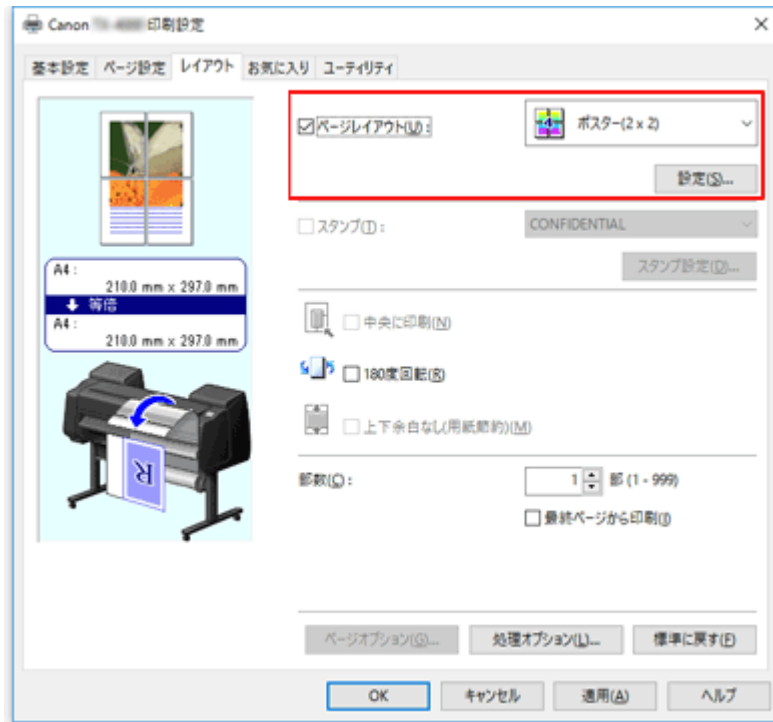 Canon 印刷設定
基本設定 ページ設定 レイアウト お気に入り ユーティリティ
ページレイアウト(U):
4
ポスター(2 x 2)
設定(S)...
スタンプ(T):
CONFIDENTIAL
スタンプ設定(D)...
A4:
210.0 mm x 297.0 mm
等倍
A4:
210.0 mm x 297.0 mm
中央に印刷(N)
180度回転(R)
上下余白なし(用紙節約)(M)
R
部数(C):
1 部 (1 - 999)
最終ページから印刷(I)
ページオプション(G)... 処理オプション(L)... 標準に戻す(F)
OK キャンセル 適用(A) ヘルプ